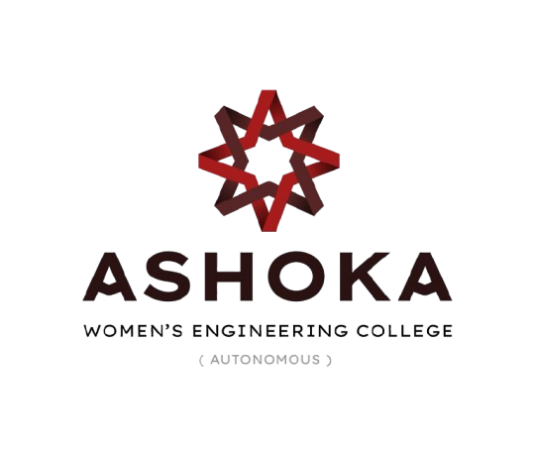 ASHOKA
WOMEN'S ENGINEERING COLLEGE
( AUTONOMOUS )